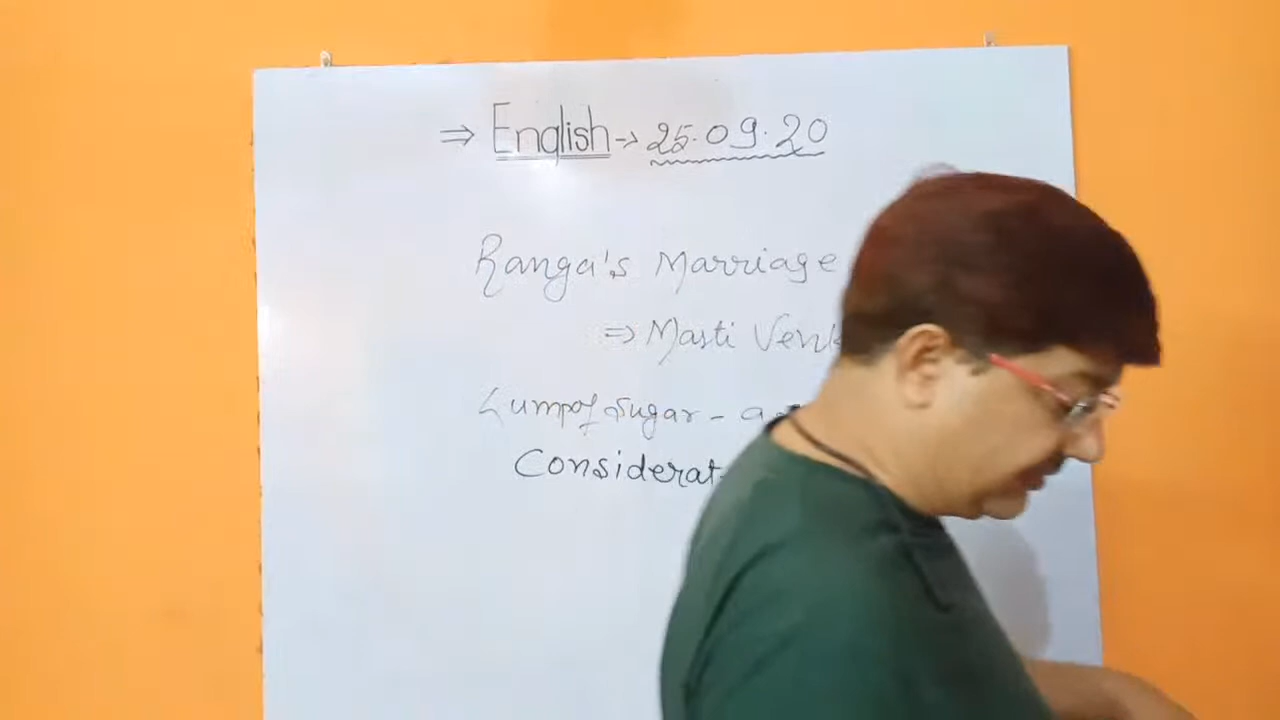 ⇒ English → 25.09.20
Ranga's Marriage
⇒ Masti Venk
Lump of Sugar - a
Considerat